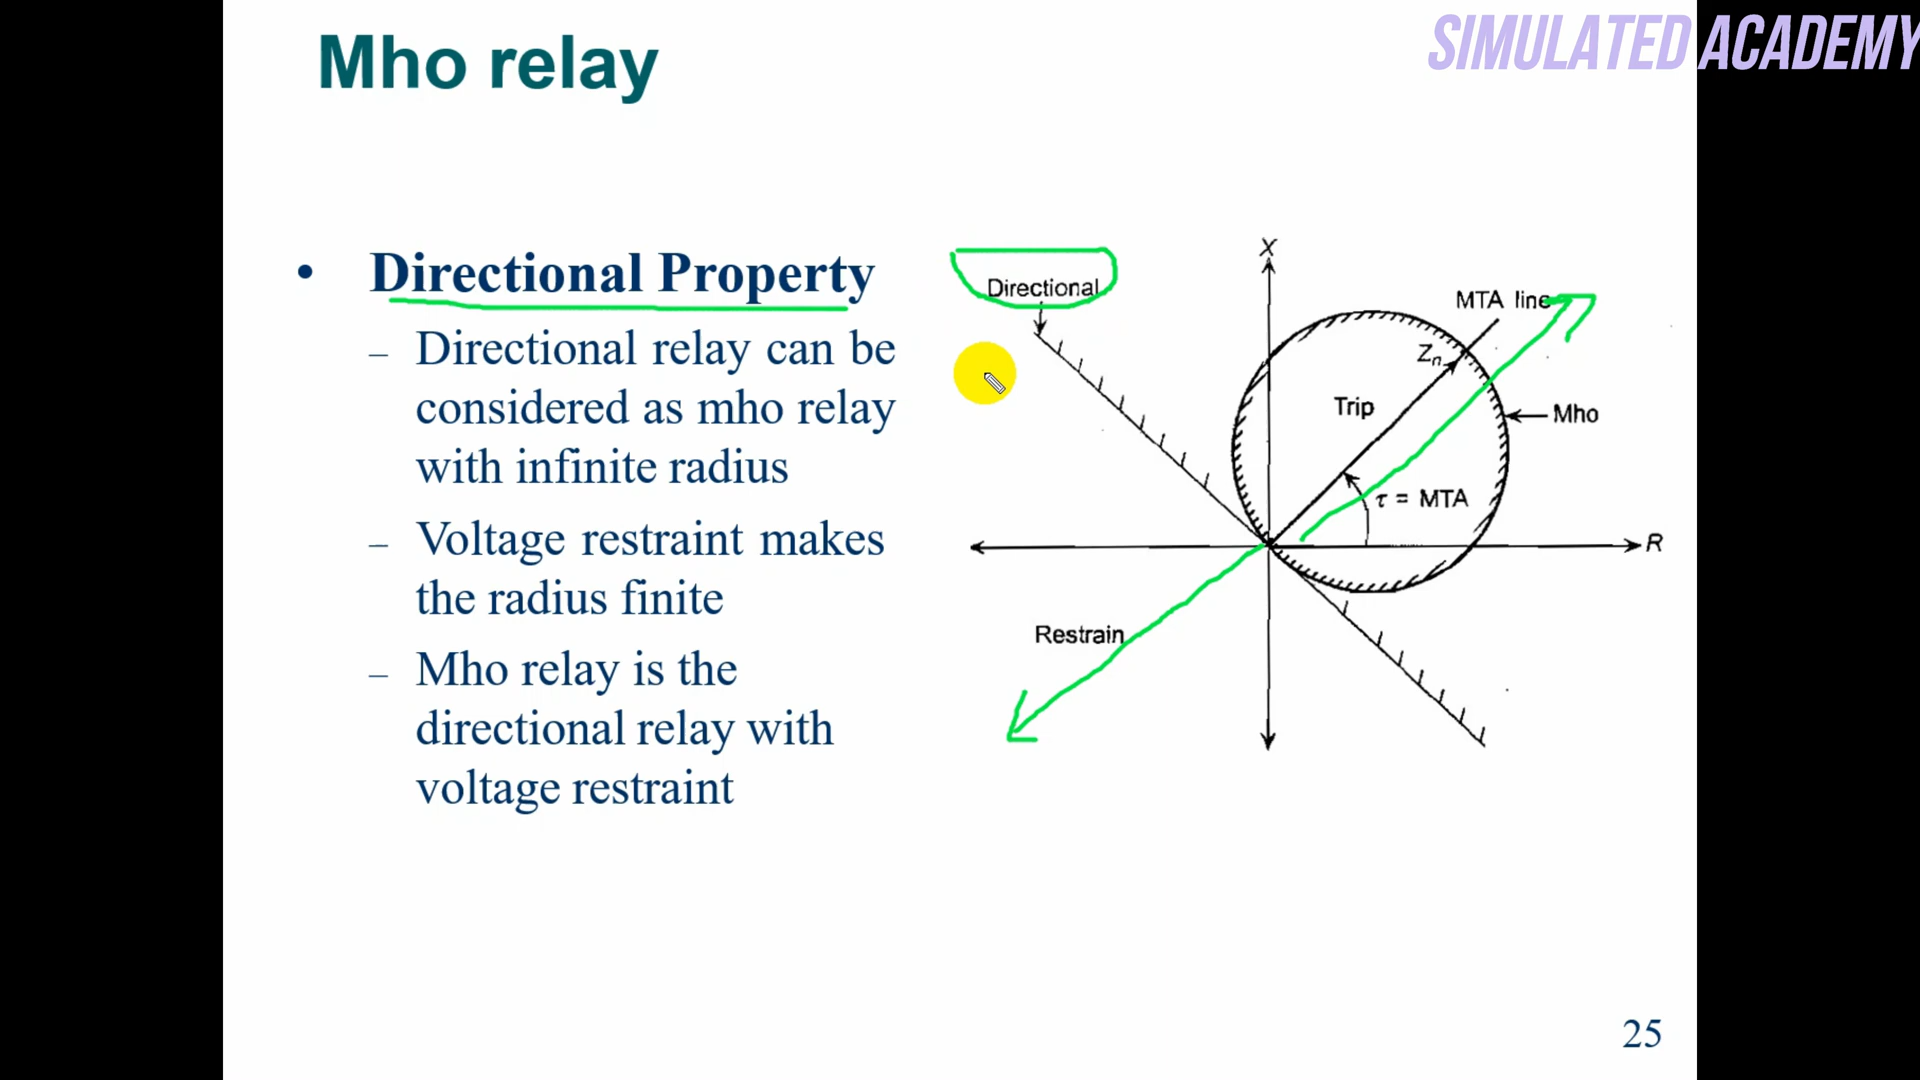 SIMULATED ACADEMY
Mho relay
• Directional Property
– Directional relay can be
considered as mho relay
with infinite radius
– Voltage restraint makes
the radius finite
– Mho relay is the
directional relay with
voltage restraint
Directional
X
MTA line
Zn
Trip
Mho
τ = MTA
R
Restrain
25